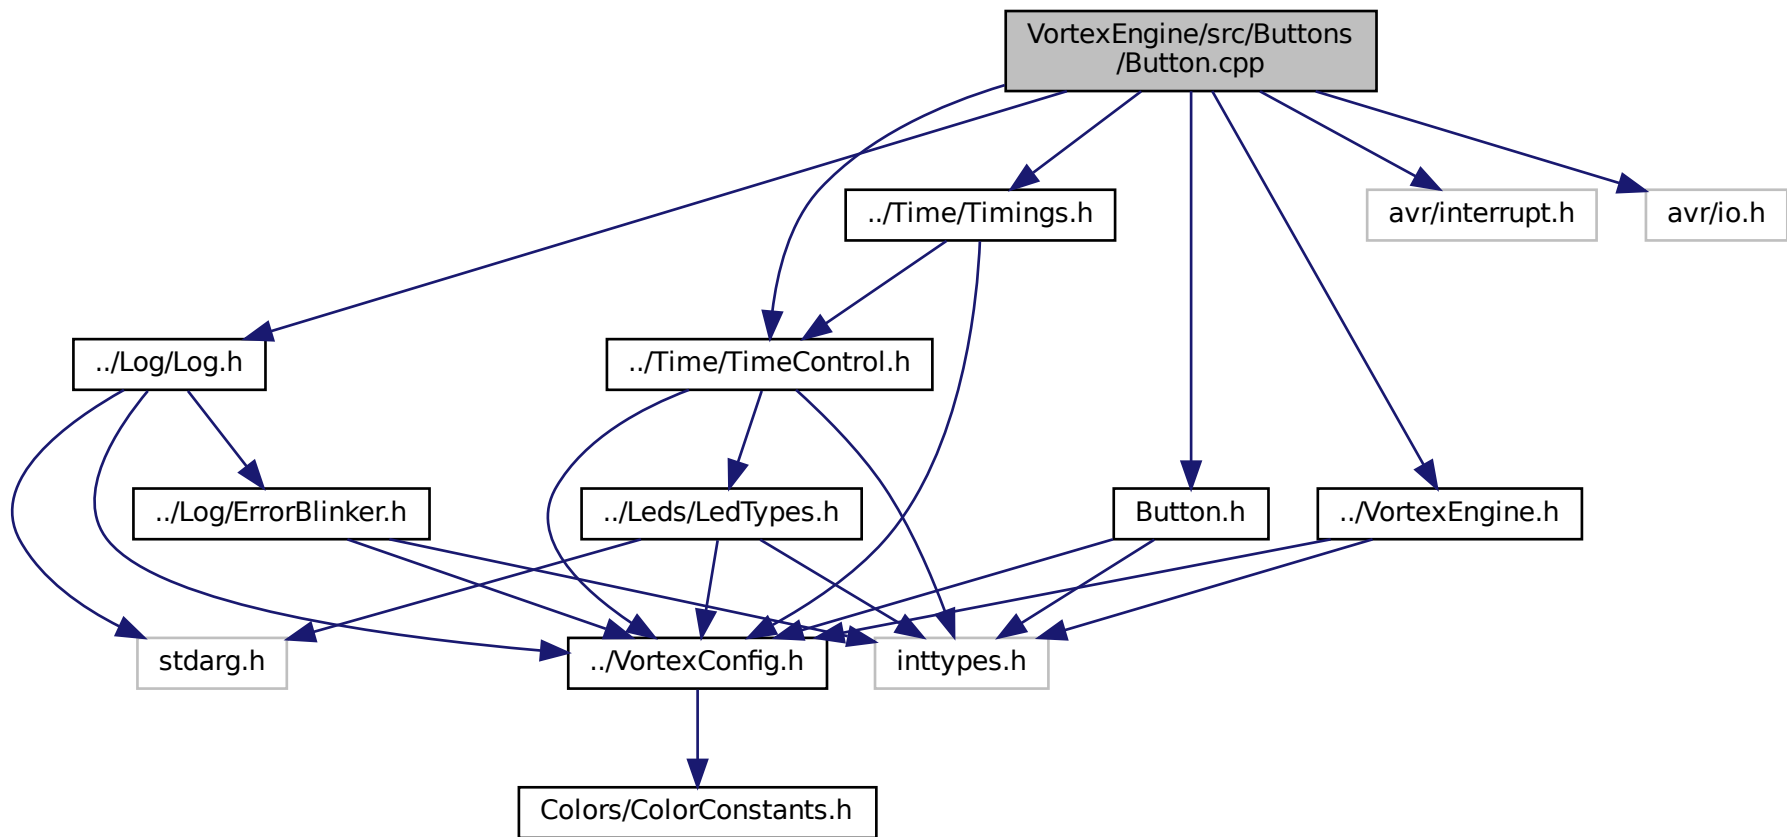 VortexEngine/src/Buttons
/Button.cpp
../Time/Timings.h
avr/interrupt.h
avr/io.h
../Log/Log.h
../Time/TimeControl.h
../Log/ErrorBlinker.h
../Leds/LedTypes.h
Button.h
../VortexEngine.h
stdarg.h
../VortexConfig.h
inttypes.h
Colors/ColorConstants.h